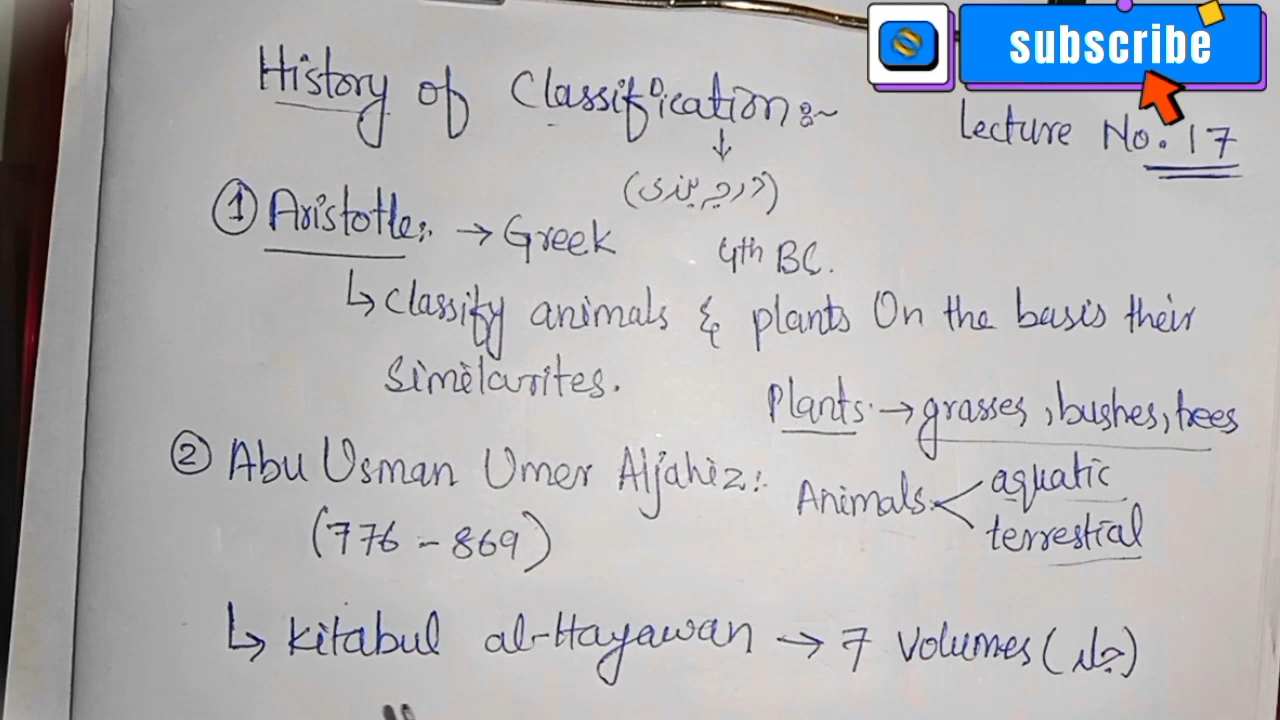 subscribe
History of Classification:~
Lecture No. 17
↓
(درجہ بندی)
① Aristotle:. → Greek 4th BC.
↳ classify animals & plants On the basis their
similarites.
Plants. → grasses, bushes, trees
② Abu Usman Umer Aljahiz:.
Animals. < aquatic
terrestial
(776 - 869)
↳ Kitabul al-Hayawan → 7 Volumes (جلد)